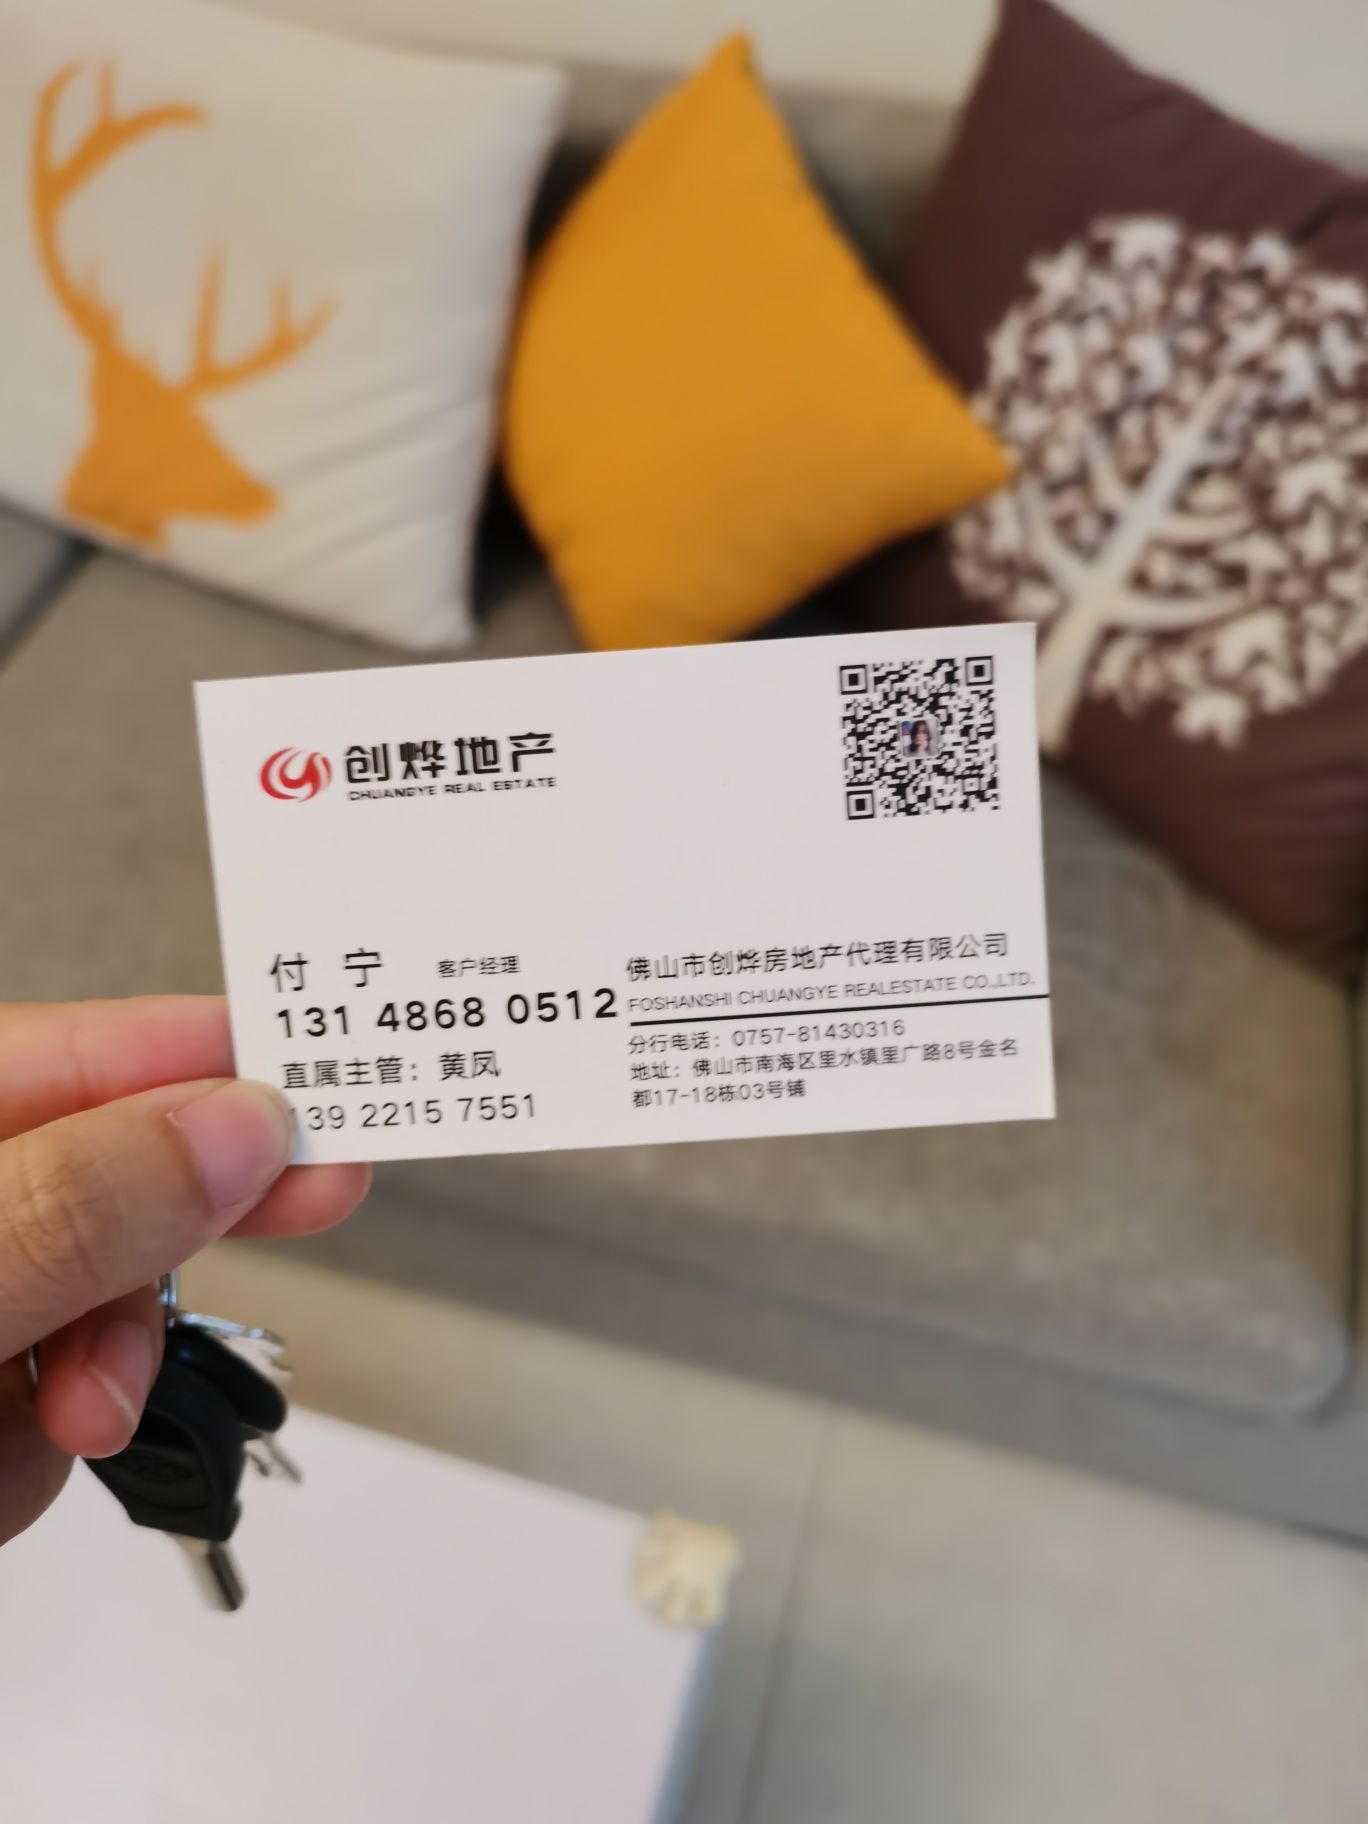 创烨地产
CHUANGYE REAL ESTATE
付 宁 客户经理
131 4868 0512
直属主管：黄凤
139 2215 7551
佛山市创烨房地产代理有限公司
FOSHANSHI CHUANGYE REALESTATE CO.,LTD.
分行电话：0757-81430316
地址：佛山市南海区里水镇里广路8号金名
都17-18栋03号铺